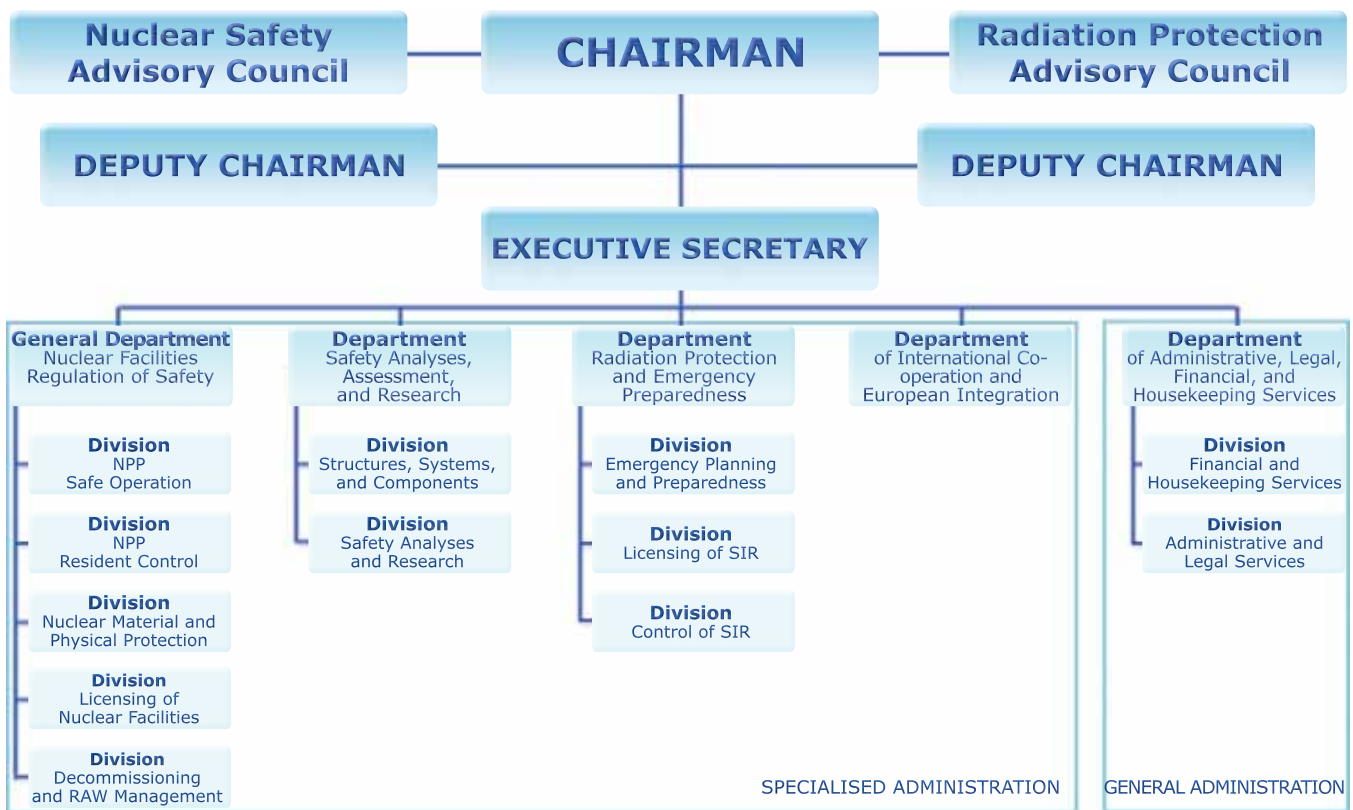 Nuclear Safety
Advisory Council
CHAIRMAN
Radiation Protection
Advisory Council
DEPUTY CHAIRMAN
DEPUTY CHAIRMAN
EXECUTIVE SECRETARY
General Department
Nuclear Facilities
Regulation of Safety
Division
NPP
Safe Operation
Division
NPP
Resident Control
Division
Nuclear Material and
Physical Protection
Division
Licensing of
Nuclear Facilities
Division
Decommissioning
and RAW Management
Department
Safety Analyses,
Assessment,
and Research
Division
Structures, Systems,
and Components
Division
Safety Analyses
and Research
Department
Radiation Protection
and Emergency
Preparedness
Division
Emergency Planning
and Preparedness
Division
Licensing of SIR
Division
Control of SIR
Department
of International Co-
operation and
European Integration
SPECIALISED ADMINISTRATION
Department
of Administrative, Legal,
Financial, and
Housekeeping Services
Division
Financial and
Housekeeping Services
Division
Administrative and
Legal Services
GENERAL ADMINISTRATION